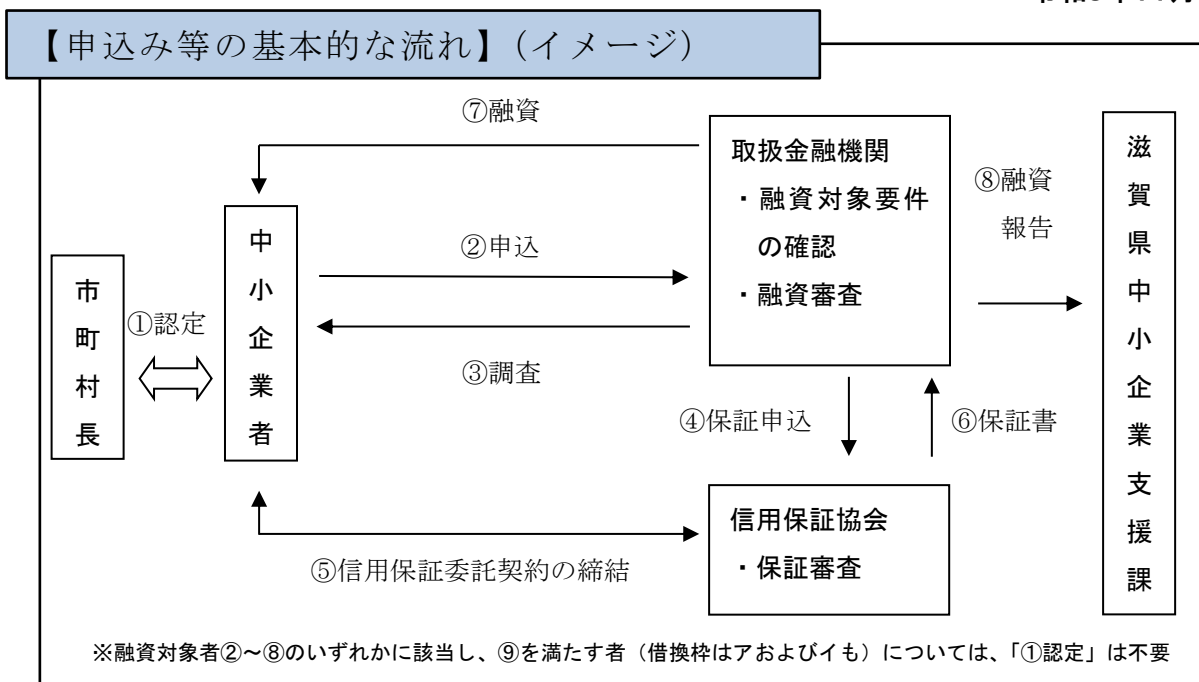 【申込み等の基本的な流れ】(イメージ)
⑦融資
取扱金融機関
・融資対象要件
の確認
・融資審査
⑧融資
報告
滋賀県中小企業支援課
中小企業者
②申込
市町村長
①認定
③調査
④保証申込
⑥保証書
信用保証協会
・保証審査
⑤信用保証委託契約の締結
※融資対象者②~⑧のいずれかに該当し、⑨を満たす者（借換枠はアおよびイも）については、「①認定」は不要